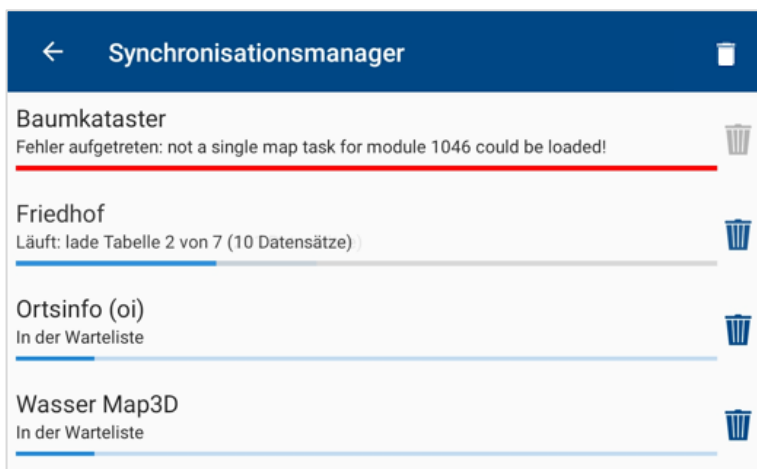 Synchronisationsmanager
Baumkataster
Fehler aufgetreten: not a single map task for module 1046 could be loaded!
Friedhof
Läuft: lade Tabelle 2 von 7 (10 Datensätze)
Ortsinfo (oi)
In der Warteliste
Wasser Map3D
In der Warteliste